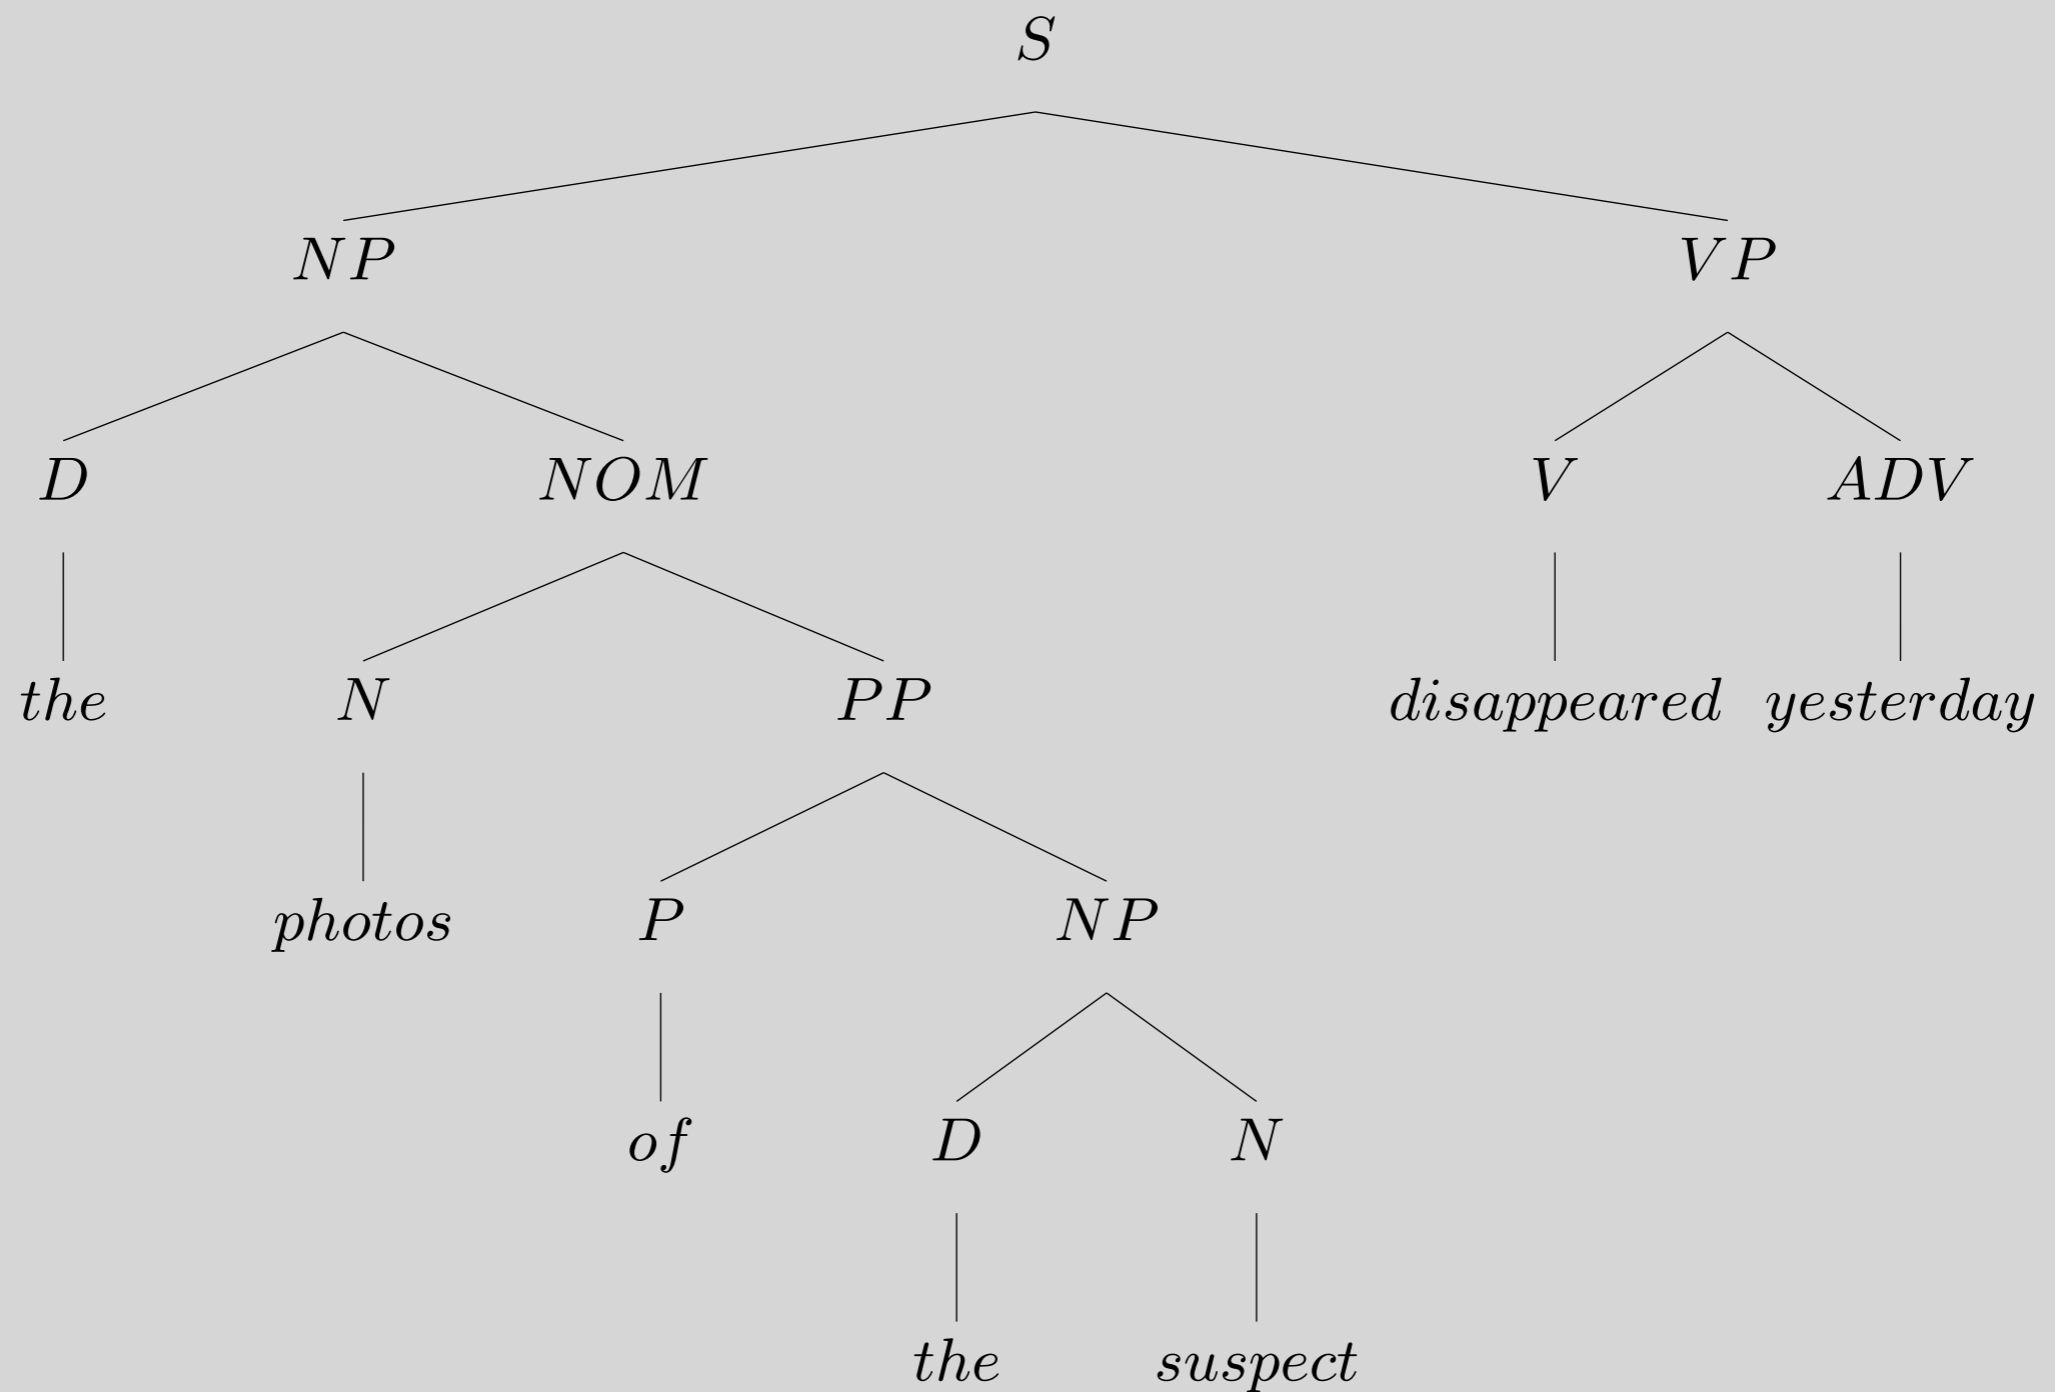 S
NP VP
D NOM V ADV
the N PP disappeared yesterday
photos P NP
of D N
the suspect